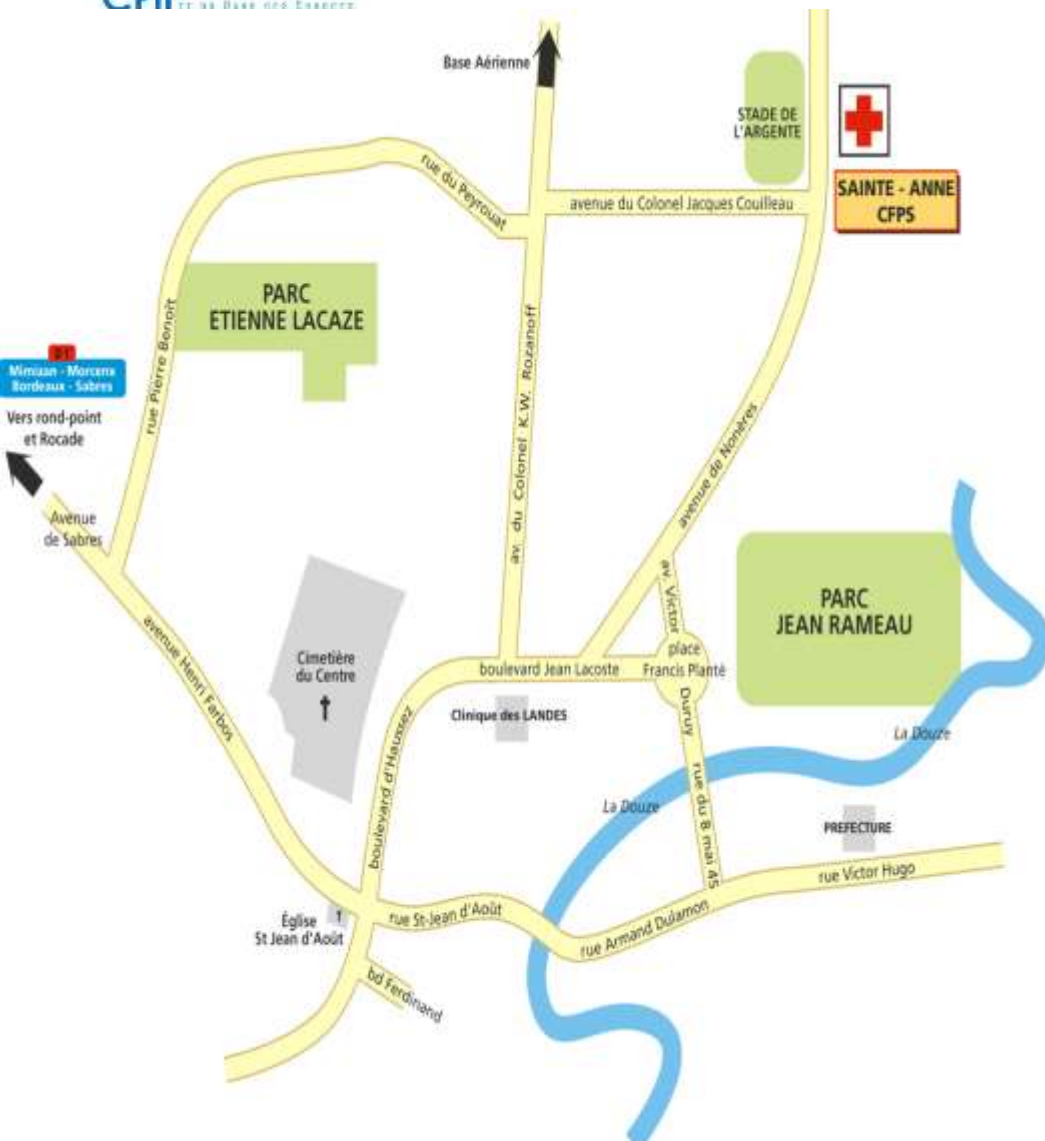 Base Aérienne
STADE DE
L'ARGENTE
SAINTE - ANNE
CFPS
rue du Peyrouat
avenue du Colonel Jacques Couilleau
PARC
ETIENNE LACAZE
rue Pierre Benoît
av. du Colonel K.W. Rozanoff
Mimizan - Morcenx
Bordeaux - Sabres
Vers rond-point
et Rocade
avenue de Nonères
Avenue
de Sabres
PARC
JEAN RAMEAU
av. Victor
Duruy
place
Francis Planté
boulevard Jean Lacoste
Cimetière
du Centre
avenue Henri Farbos
Clinique des LANDES
boulevard d'Haussez
La Douze
La Douze
rue du 8 mai 45
PREFECTURE
rue Victor Hugo
Église
St Jean d'Août
rue St-Jean d'Août
rue Armand Dulamon
bd Ferdinand